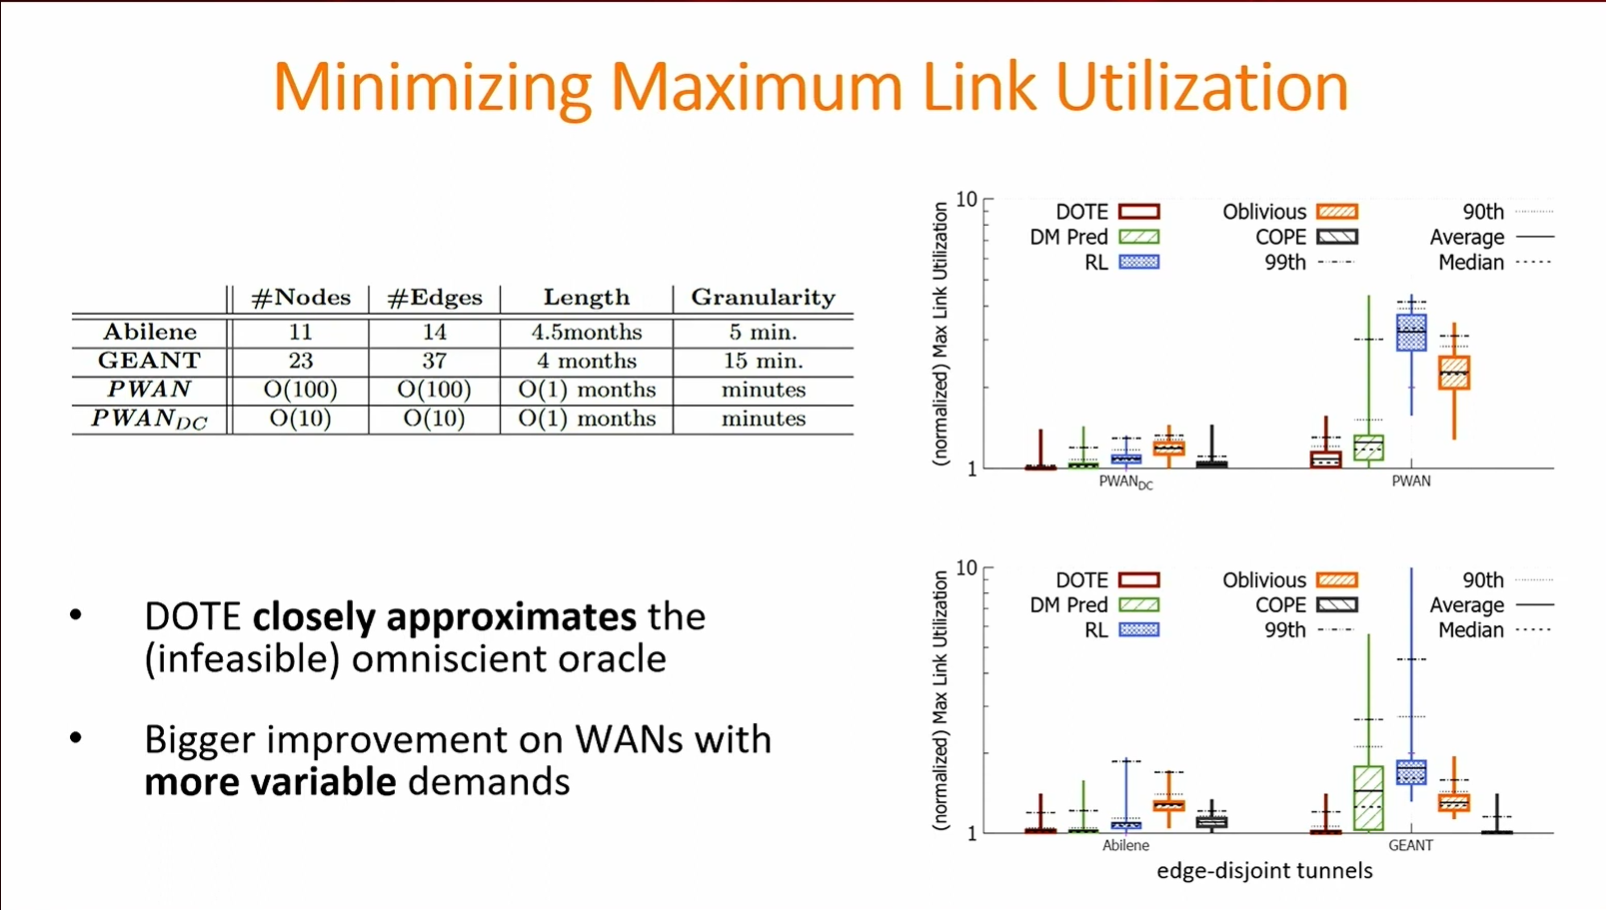 Minimizing Maximum Link Utilization
#Nodes #Edges Length Granularity
Abilene 11 14 4.5months 5 min.
GEANT 23 37 4 months 15 min.
PWAN O(100) O(100) O(1) months minutes
PWAN_DC O(10) O(10) O(1) months minutes
• DOTE closely approximates the
(infeasible) omniscient oracle
• Bigger improvement on WANs with
more variable demands
(normalized) Max Link Utilization
10
1
DOTE Oblivious 90th
DM Pred COPE Average
RL 99th Median
PWAN_DC PWAN
(normalized) Max Link Utilization
10
1
DOTE Oblivious 90th
DM Pred COPE Average
RL 99th Median
Abilene GEANT
edge-disjoint tunnels